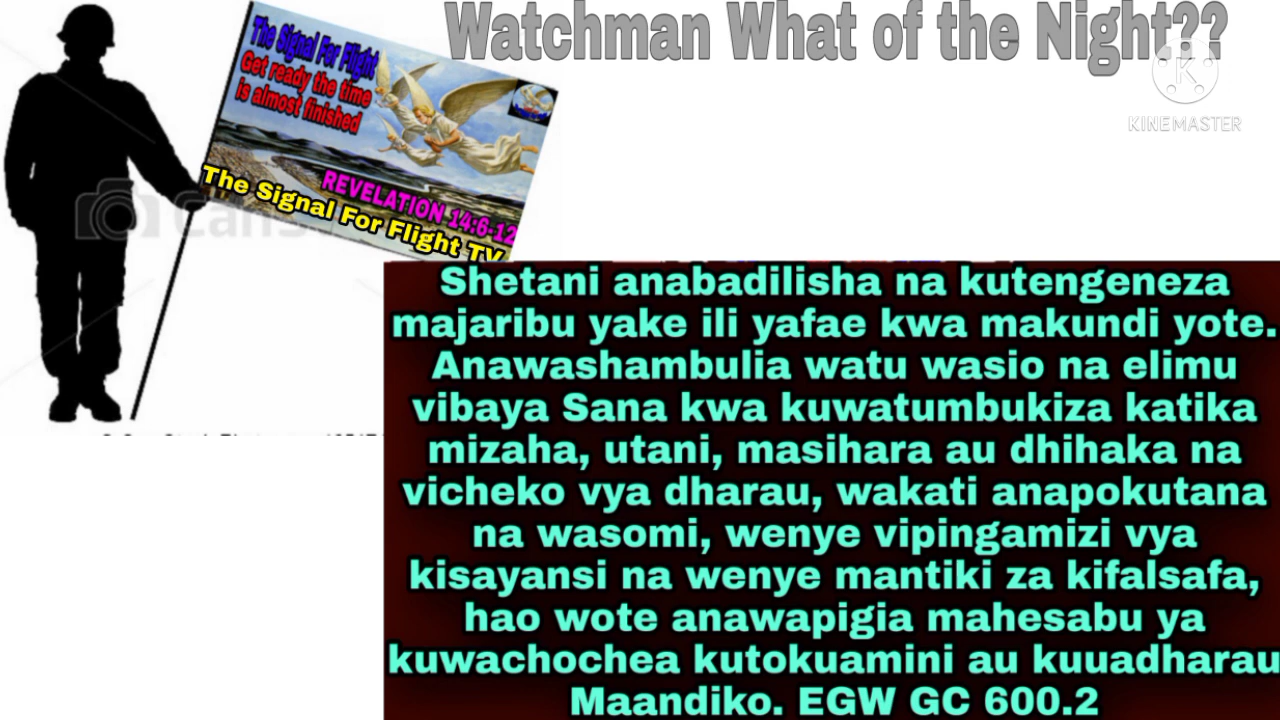 Watchman What of the Night??
KINEMASTER
The Signal For Flight
Get ready the time
is almost finished
REVELATION 14:6-12
The Signal For Flight TV
Shetani anabadilisha na kutengeneza
majaribu yake ili yafae kwa makundi yote.
Anawashambulia watu wasio na elimu
vibaya Sana kwa kuwatumbukiza katika
mizaha, utani, masihara au dhihaka na
vicheko vya dharau, wakati anapokutana
na wasomi, wenye vipingamizi vya
kisayansi na wenye mantiki za kifalsafa,
hao wote anawapigia mahesabu ya
kuwachochea kutokuamini au kuuadharau
Maandiko. EGW GC 600.2